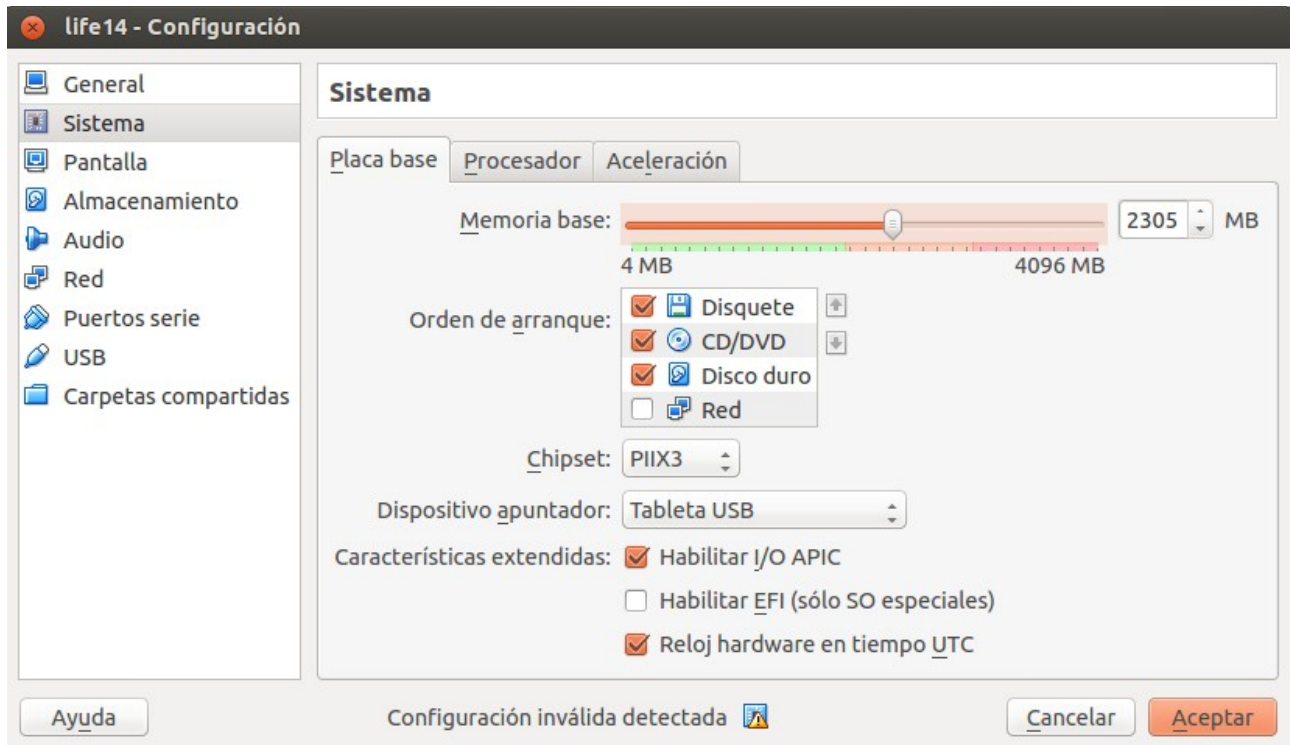 life14 - Configuración
General
Sistema
Pantalla
Almacenamiento
Audio
Red
Puertos serie
USB
Carpetas compartidas
Sistema
Placa base Procesador Aceleración
Memoria base: 2305 MB
4 MB 4096 MB
Orden de arranque:
Disquete
CD/DVD
Disco duro
Red
Chipset: PIIX3
Dispositivo apuntador: Tableta USB
Características extendidas: Habilitar I/O APIC
Habilitar EFI (sólo SO especiales)
Reloj hardware en tiempo UTC
Ayuda Configuración inválida detectada Cancelar Aceptar